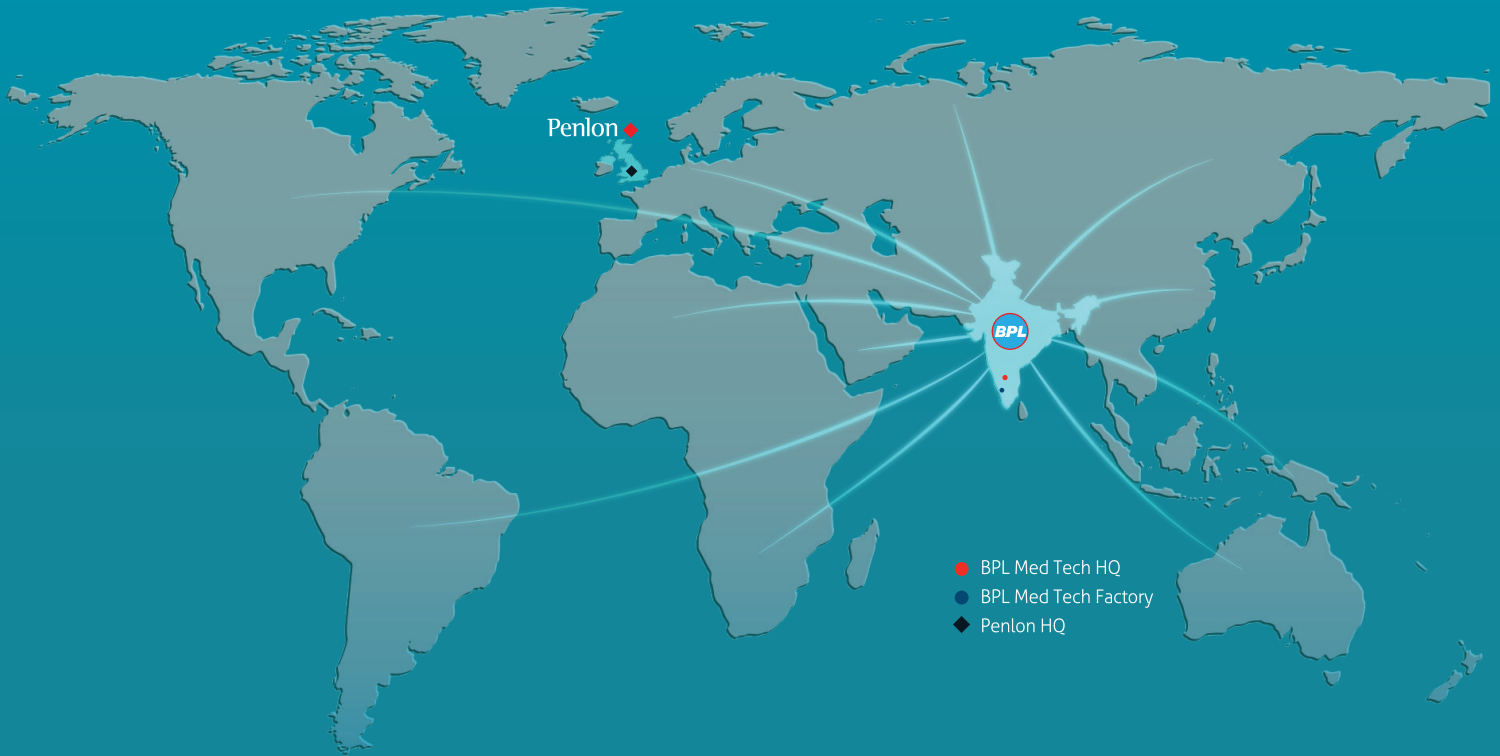 Penlon
BPL
BPL Med Tech HQ
BPL Med Tech Factory
Penlon HQ